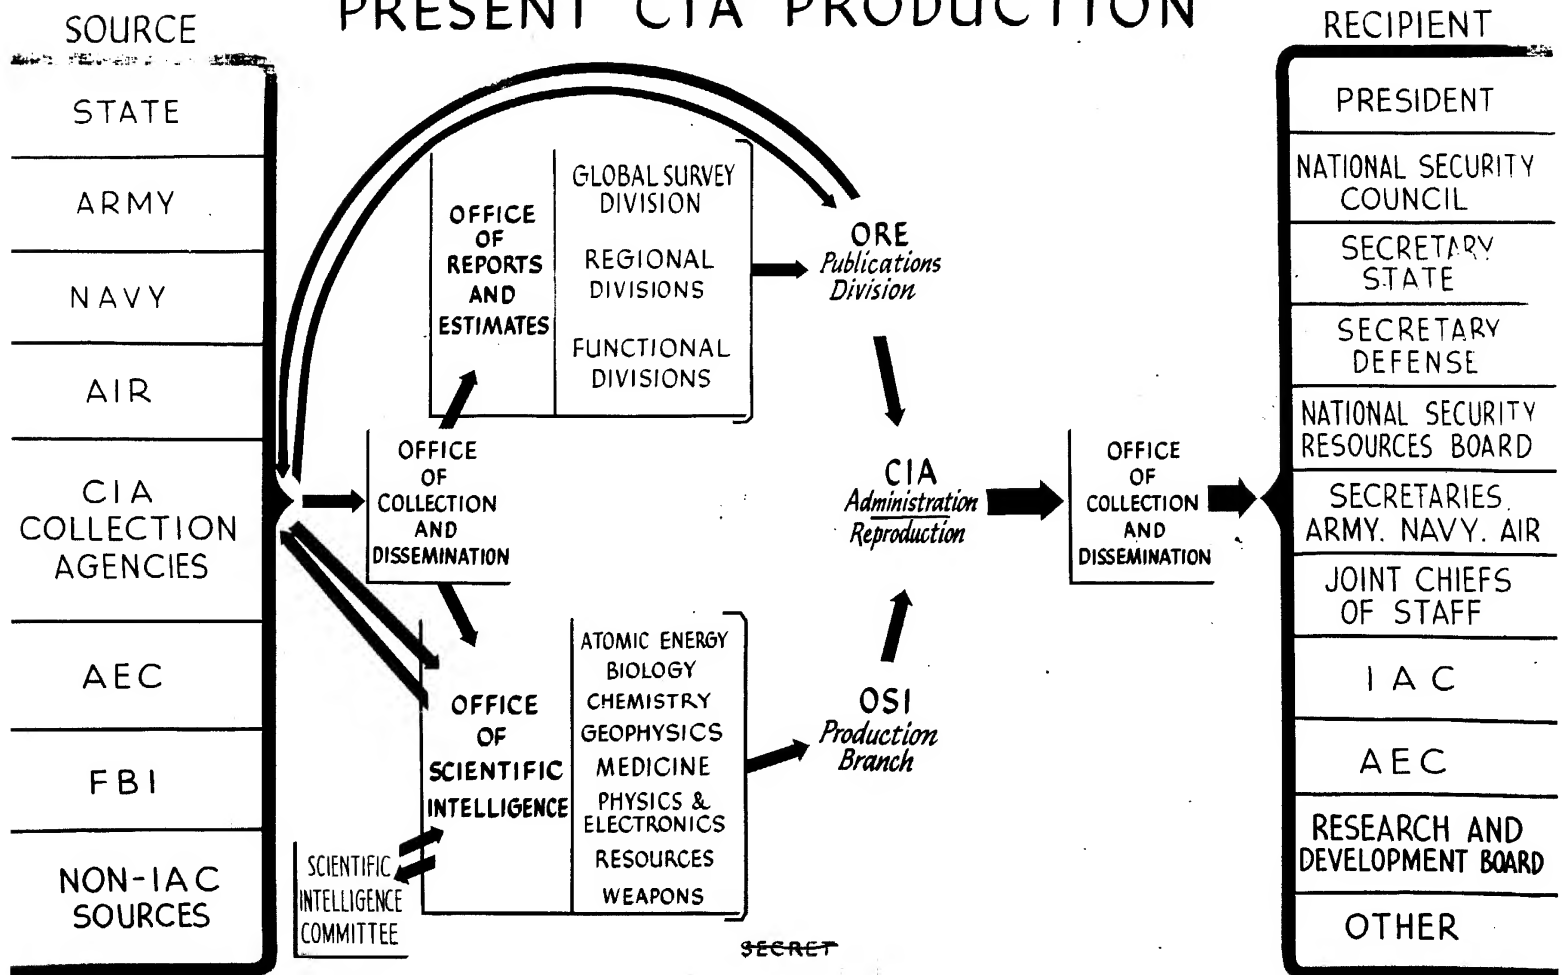 PRESENT CIA PRODUCTION
SOURCE
STATE
ARMY
NAVY
AIR
CIA
COLLECTION
AGENCIES
AEC
FBI
NON-IAC
SOURCES
OFFICE
OF
REPORTS
AND
ESTIMATES
GLOBAL SURVEY
DIVISION
REGIONAL
DIVISIONS
FUNCTIONAL
DIVISIONS
OFFICE
OF
COLLECTION
AND
DISSEMINATION
OFFICE
OF
SCIENTIFIC
INTELLIGENCE
ATOMIC ENERGY
BIOLOGY
CHEMISTRY
GEOPHYSICS
MEDICINE
PHYSICS &
ELECTRONICS
RESOURCES
WEAPONS
SCIENTIFIC
INTELLIGENCE
COMMITTEE
ORE
Publications
Division
CIA
Administration
Reproduction
OSI
Production
Branch
OFFICE
OF
COLLECTION
AND
DISSEMINATION
RECIPIENT
PRESIDENT
NATIONAL SECURITY
COUNCIL
SECRETARY
STATE
SECRETARY
DEFENSE
NATIONAL SECURITY
RESOURCES BOARD
SECRETARIES.
ARMY. NAVY. AIR
JOINT CHIEFS
OF STAFF
IAC
AEC
RESEARCH AND
DEVELOPMENT BOARD
OTHER
SECRET